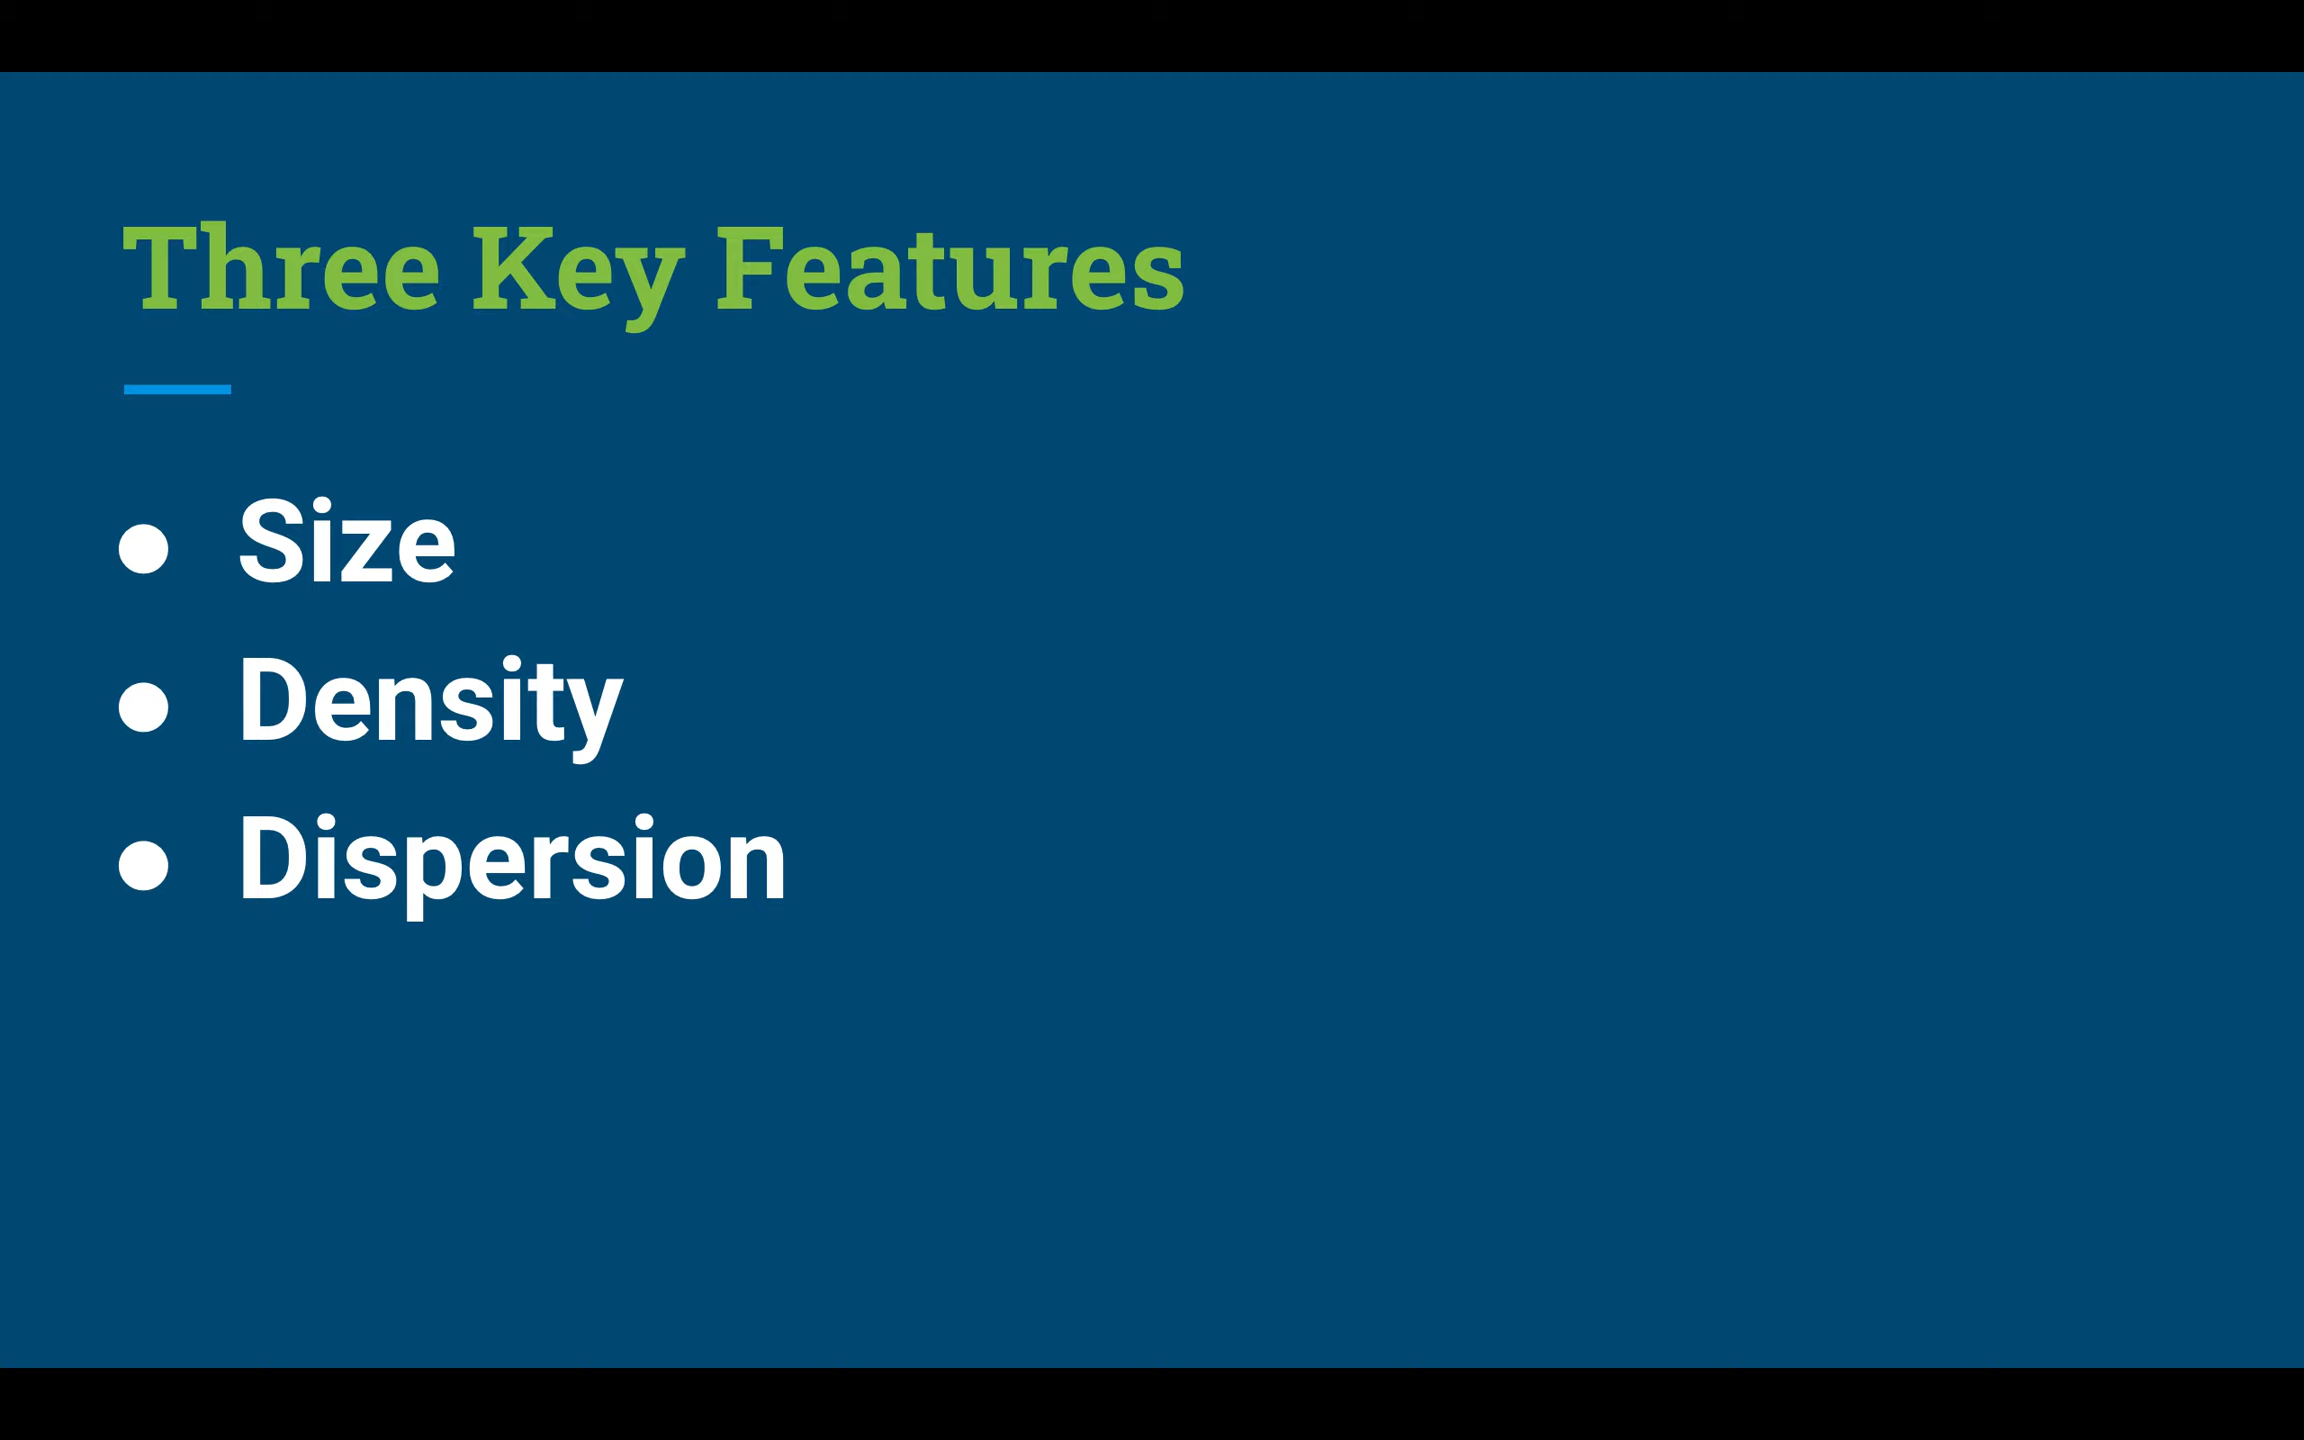 Three Key Features
● Size
● Density
● Dispersion